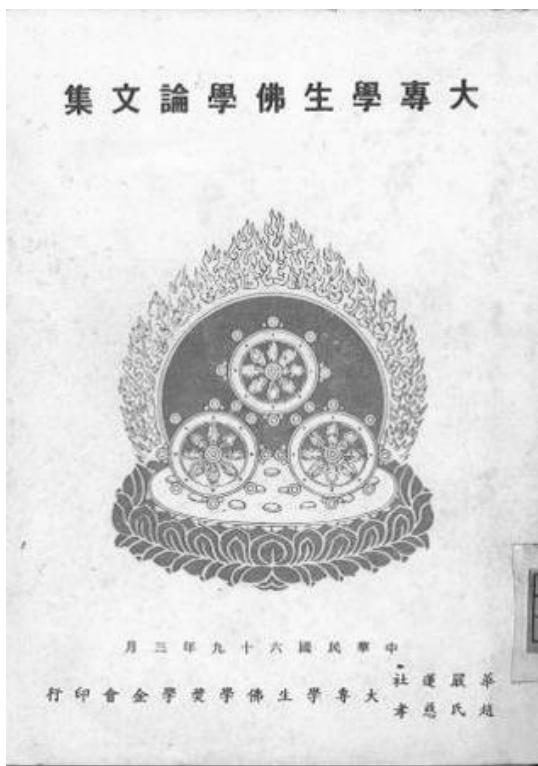 大專學生佛學論文集
中華民國六十九年三月
華嚴蓮社
趙氏慈孝
大專學生佛學獎學金會印行